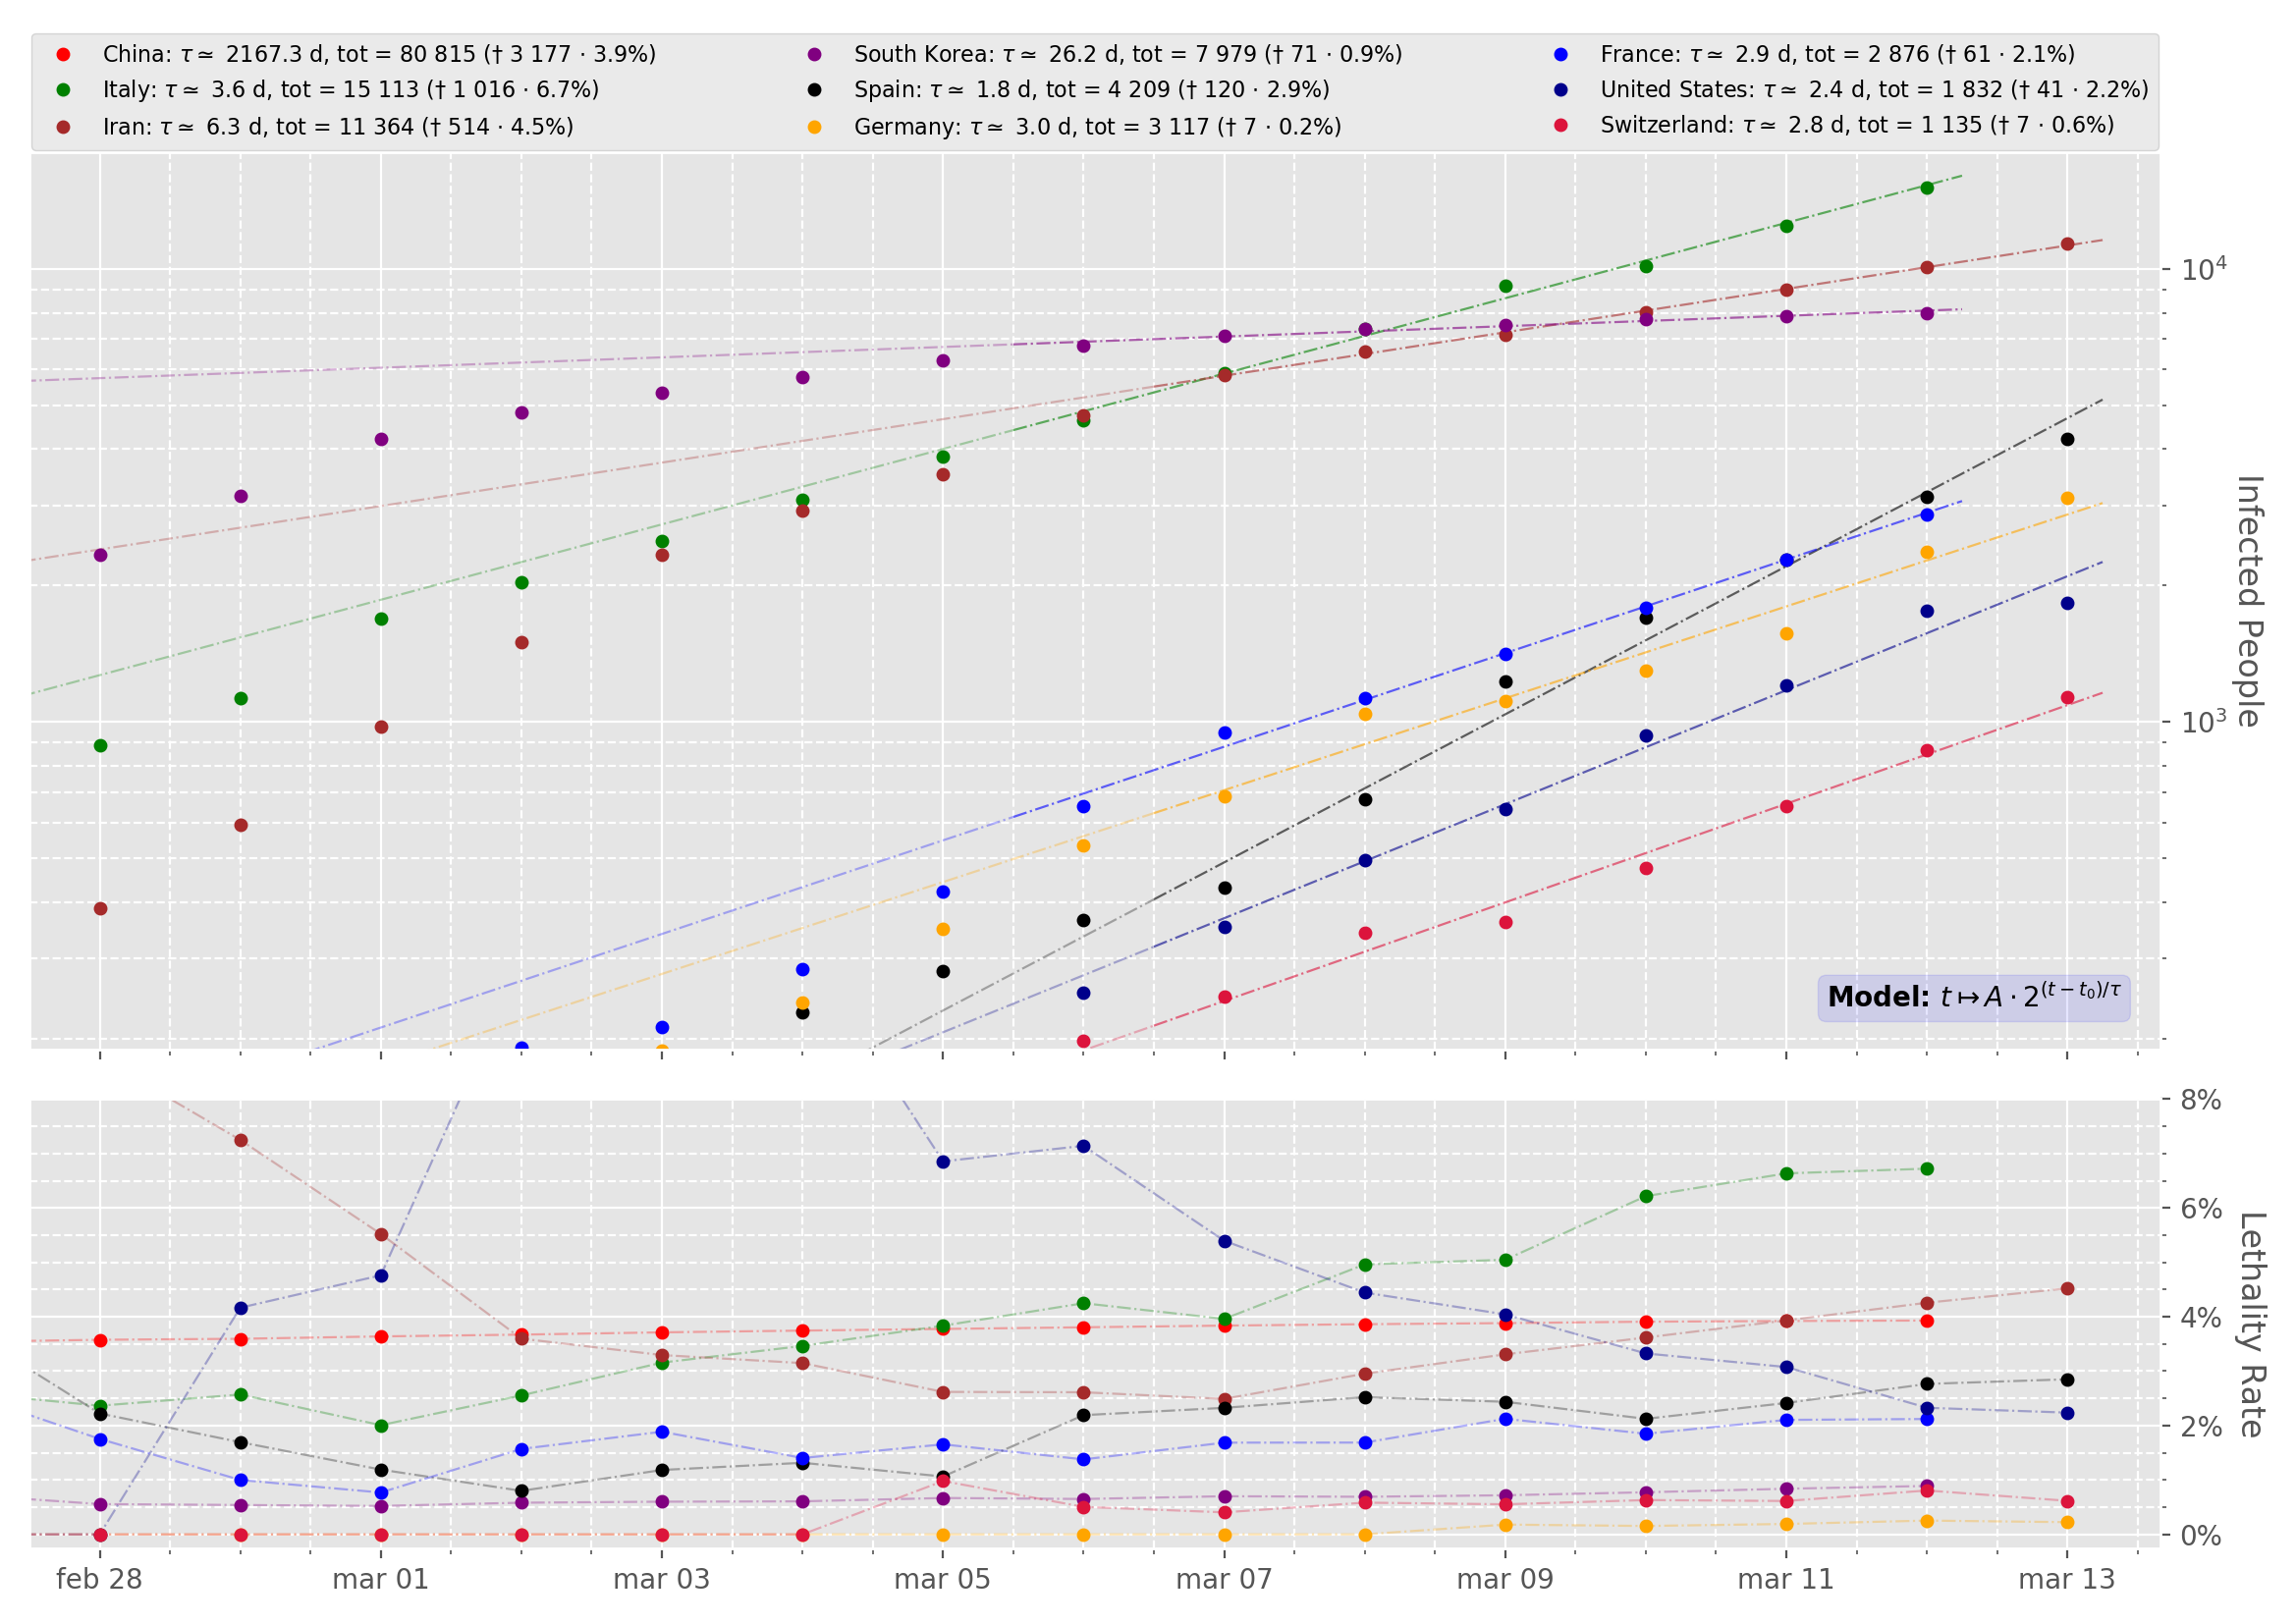 China: τ ≃ 2167.3 d, tot = 80 815 († 3 177 · 3.9%)
Italy: τ ≃ 3.6 d, tot = 15 113 († 1 016 · 6.7%)
Iran: τ ≃ 6.3 d, tot = 11 364 († 514 · 4.5%)
South Korea: τ ≃ 26.2 d, tot = 7 979 († 71 · 0.9%)
Spain: τ ≃ 1.8 d, tot = 4 209 († 120 · 2.9%)
Germany: τ ≃ 3.0 d, tot = 3 117 († 7 · 0.2%)
France: τ ≃ 2.9 d, tot = 2 876 († 61 · 2.1%)
United States: τ ≃ 2.4 d, tot = 1 832 († 41 · 2.2%)
Switzerland: τ ≃ 2.8 d, tot = 1 135 († 7 · 0.6%)
10⁴
10³
Infected People
Model: t ↦ A · 2^{(t − t₀)/τ}
8%
6%
4%
2%
0%
Lethality Rate
feb 28 mar 01 mar 03 mar 05 mar 07 mar 09 mar 11 mar 13